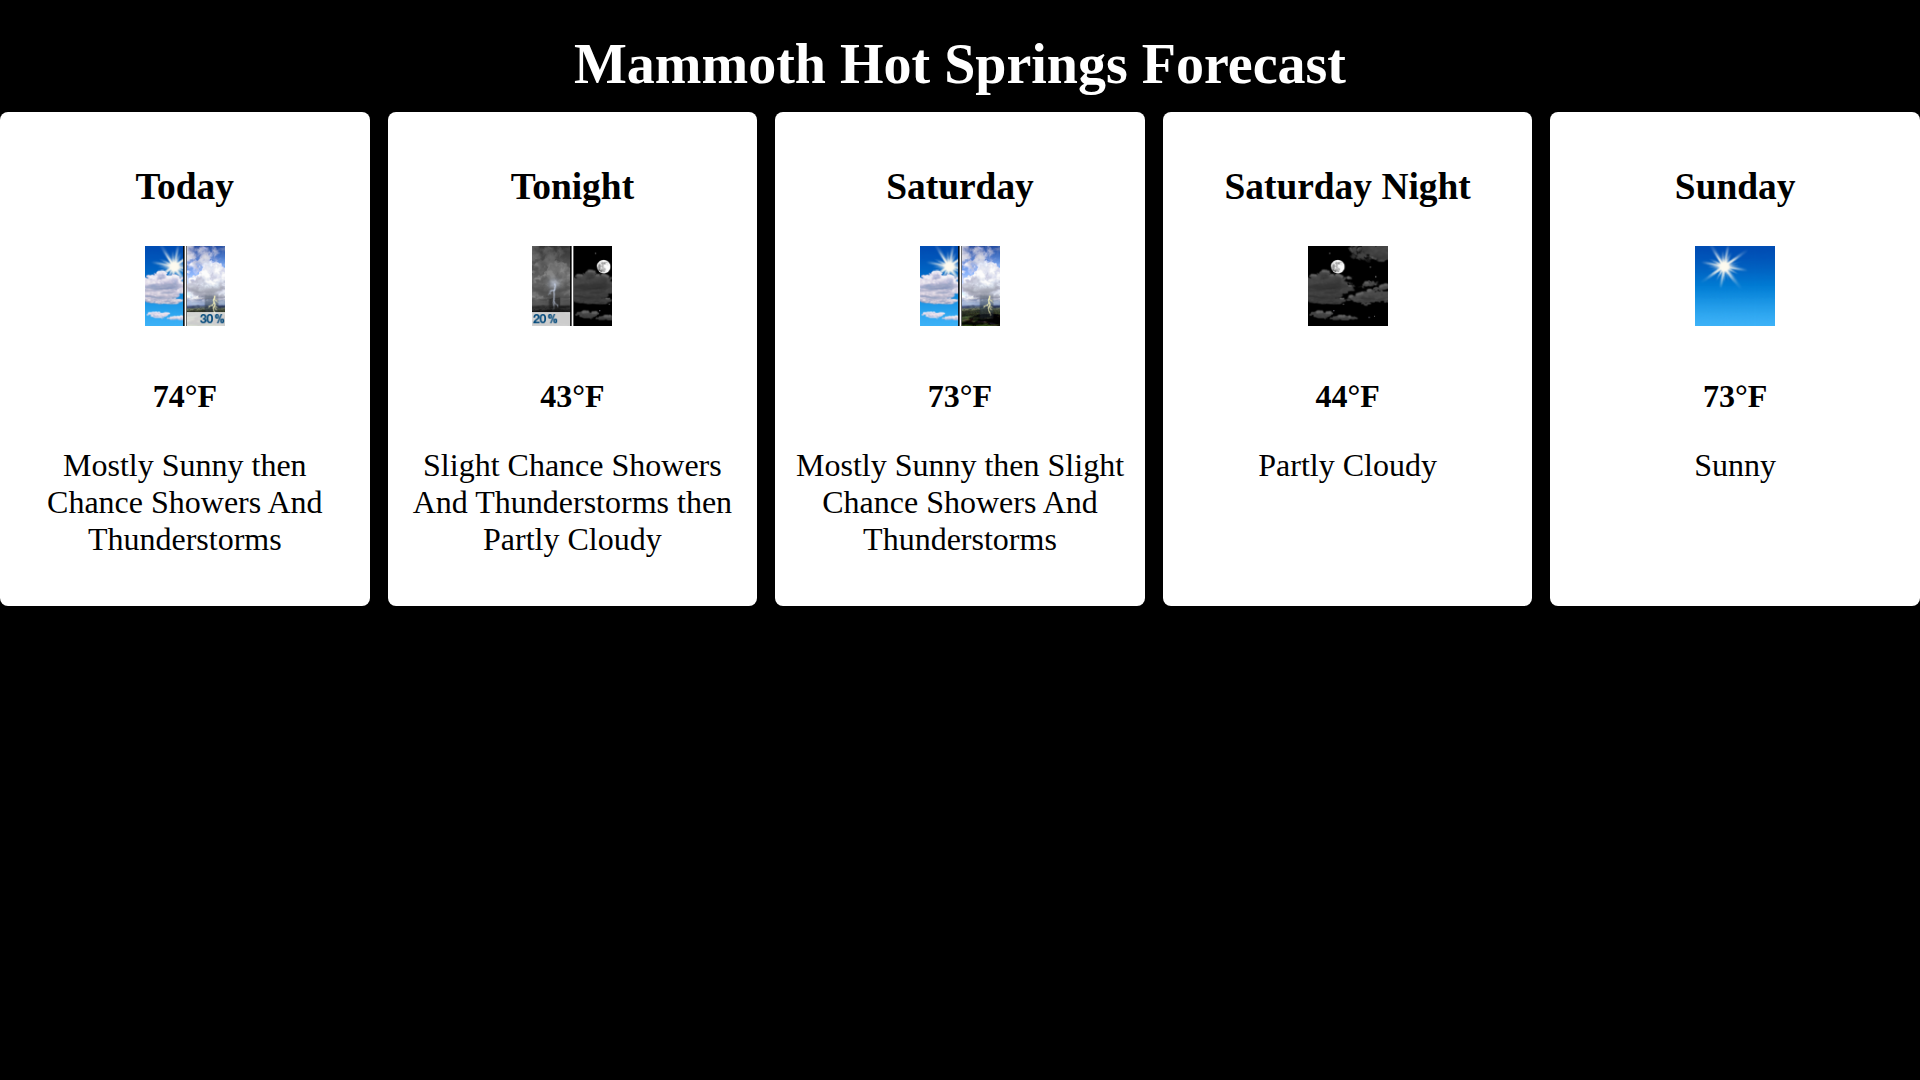 Mammoth Hot Springs Forecast
Today
30%
74°F
Mostly Sunny then
Chance Showers And
Thunderstorms
Tonight
20%
43°F
Slight Chance Showers
And Thunderstorms then
Partly Cloudy
Saturday
73°F
Mostly Sunny then Slight
Chance Showers And
Thunderstorms
Saturday Night
44°F
Partly Cloudy
Sunday
73°F
Sunny